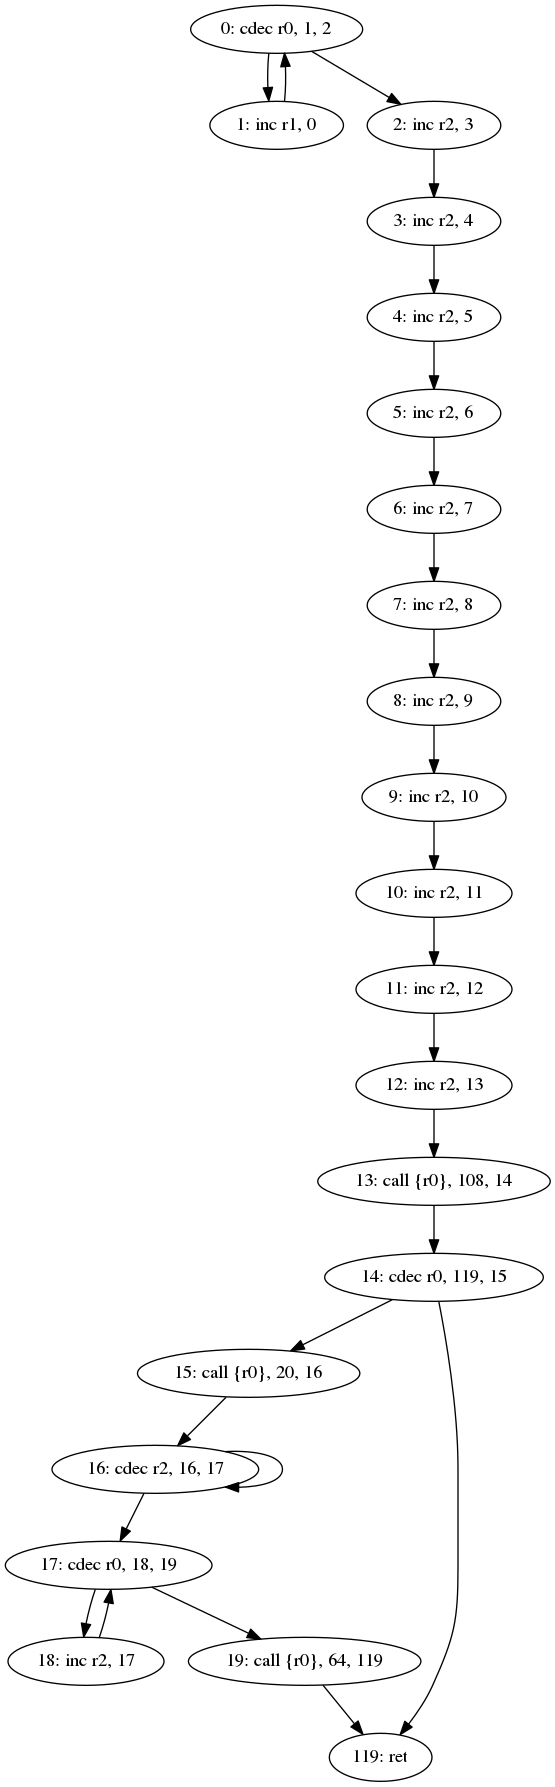 0: cdec r0, 1, 2
1: inc r1, 0
2: inc r2, 3
3: inc r2, 4
4: inc r2, 5
5: inc r2, 6
6: inc r2, 7
7: inc r2, 8
8: inc r2, 9
9: inc r2, 10
10: inc r2, 11
11: inc r2, 12
12: inc r2, 13
13: call {r0}, 108, 14
14: cdec r0, 119, 15
15: call {r0}, 20, 16
16: cdec r2, 16, 17
17: cdec r0, 18, 19
18: inc r2, 17
19: call {r0}, 64, 119
119: ret